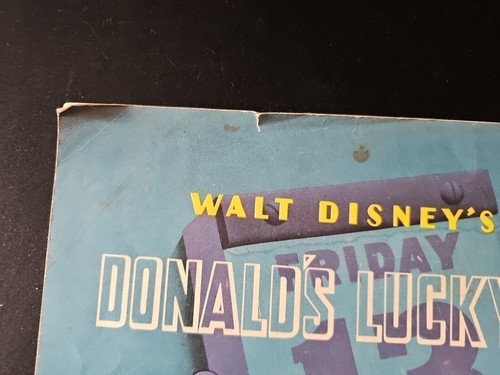 WALT DISNEY'S
FRIDAY
DONALD'S LUCKY
13